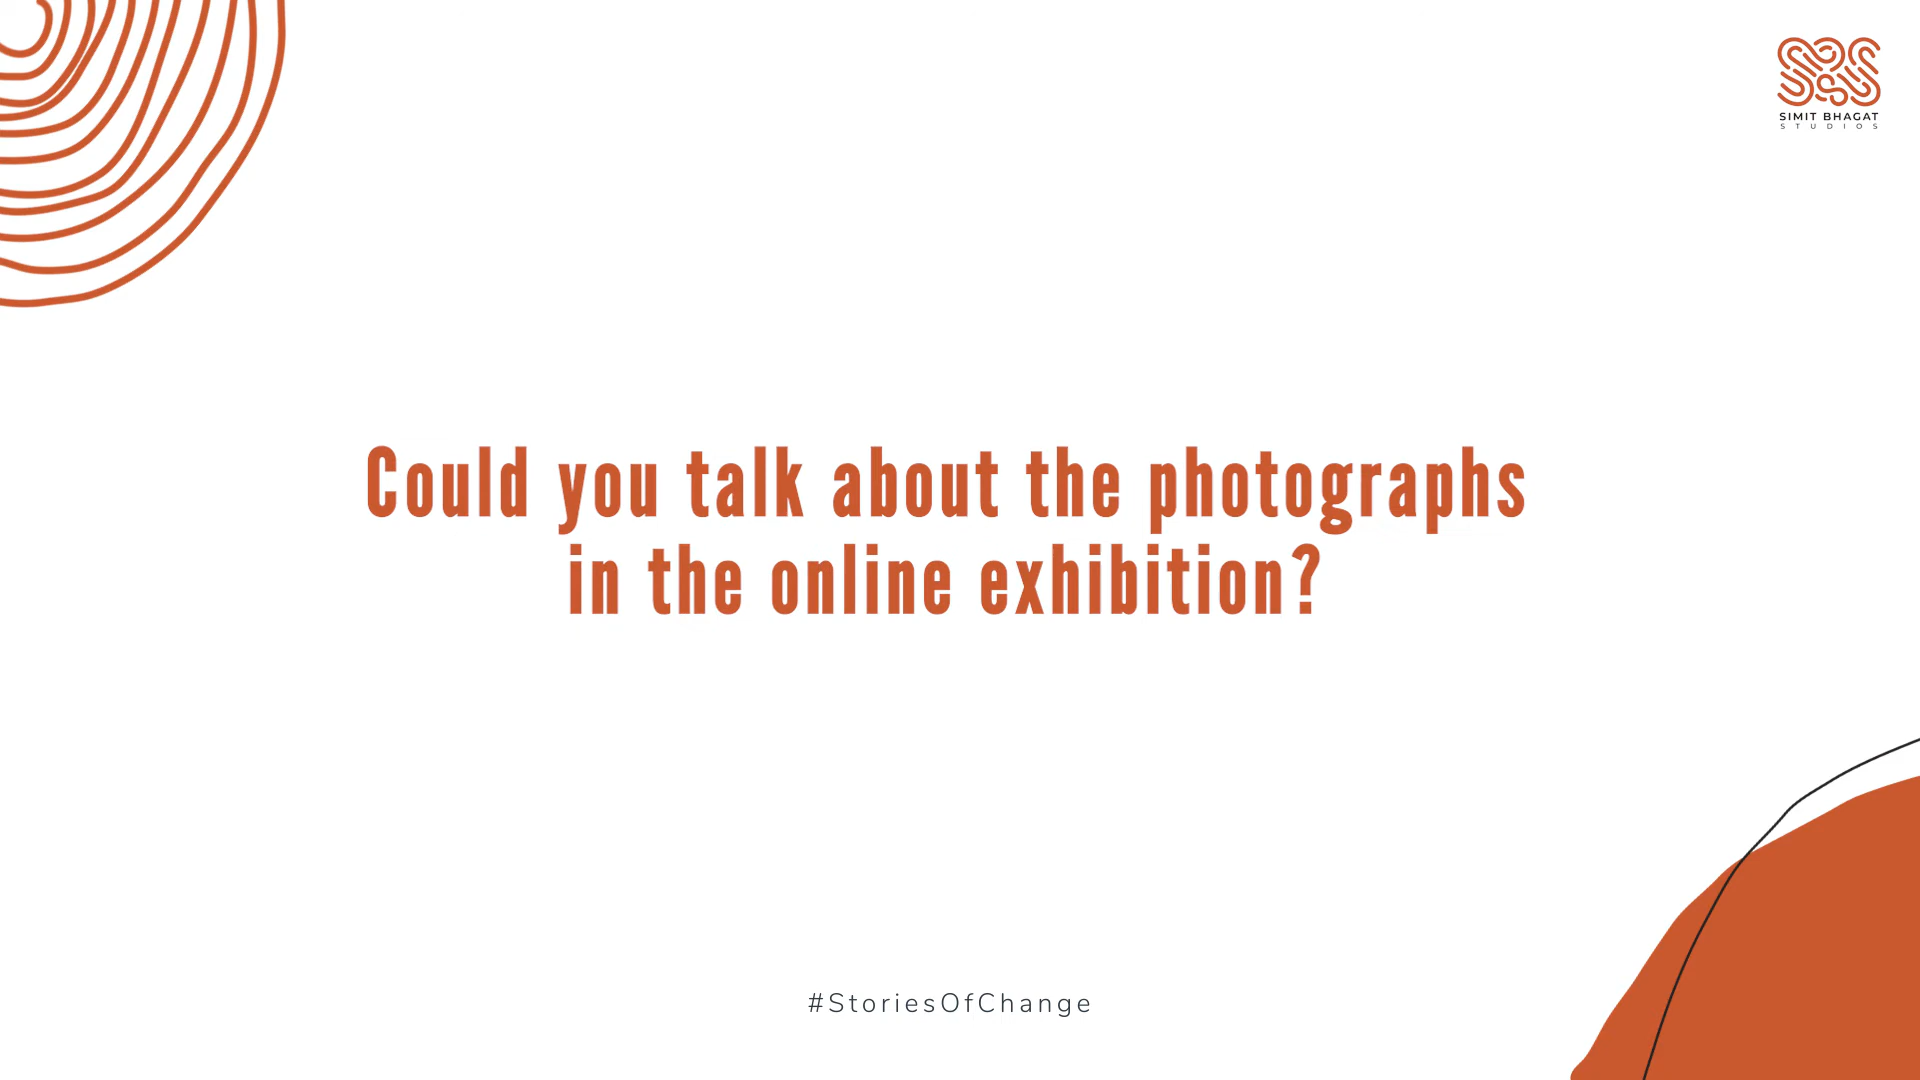 SIMIT BHAGAT
STUDIOS
Could you talk about the photographs
in the online exhibition?
#StoriesOfChange